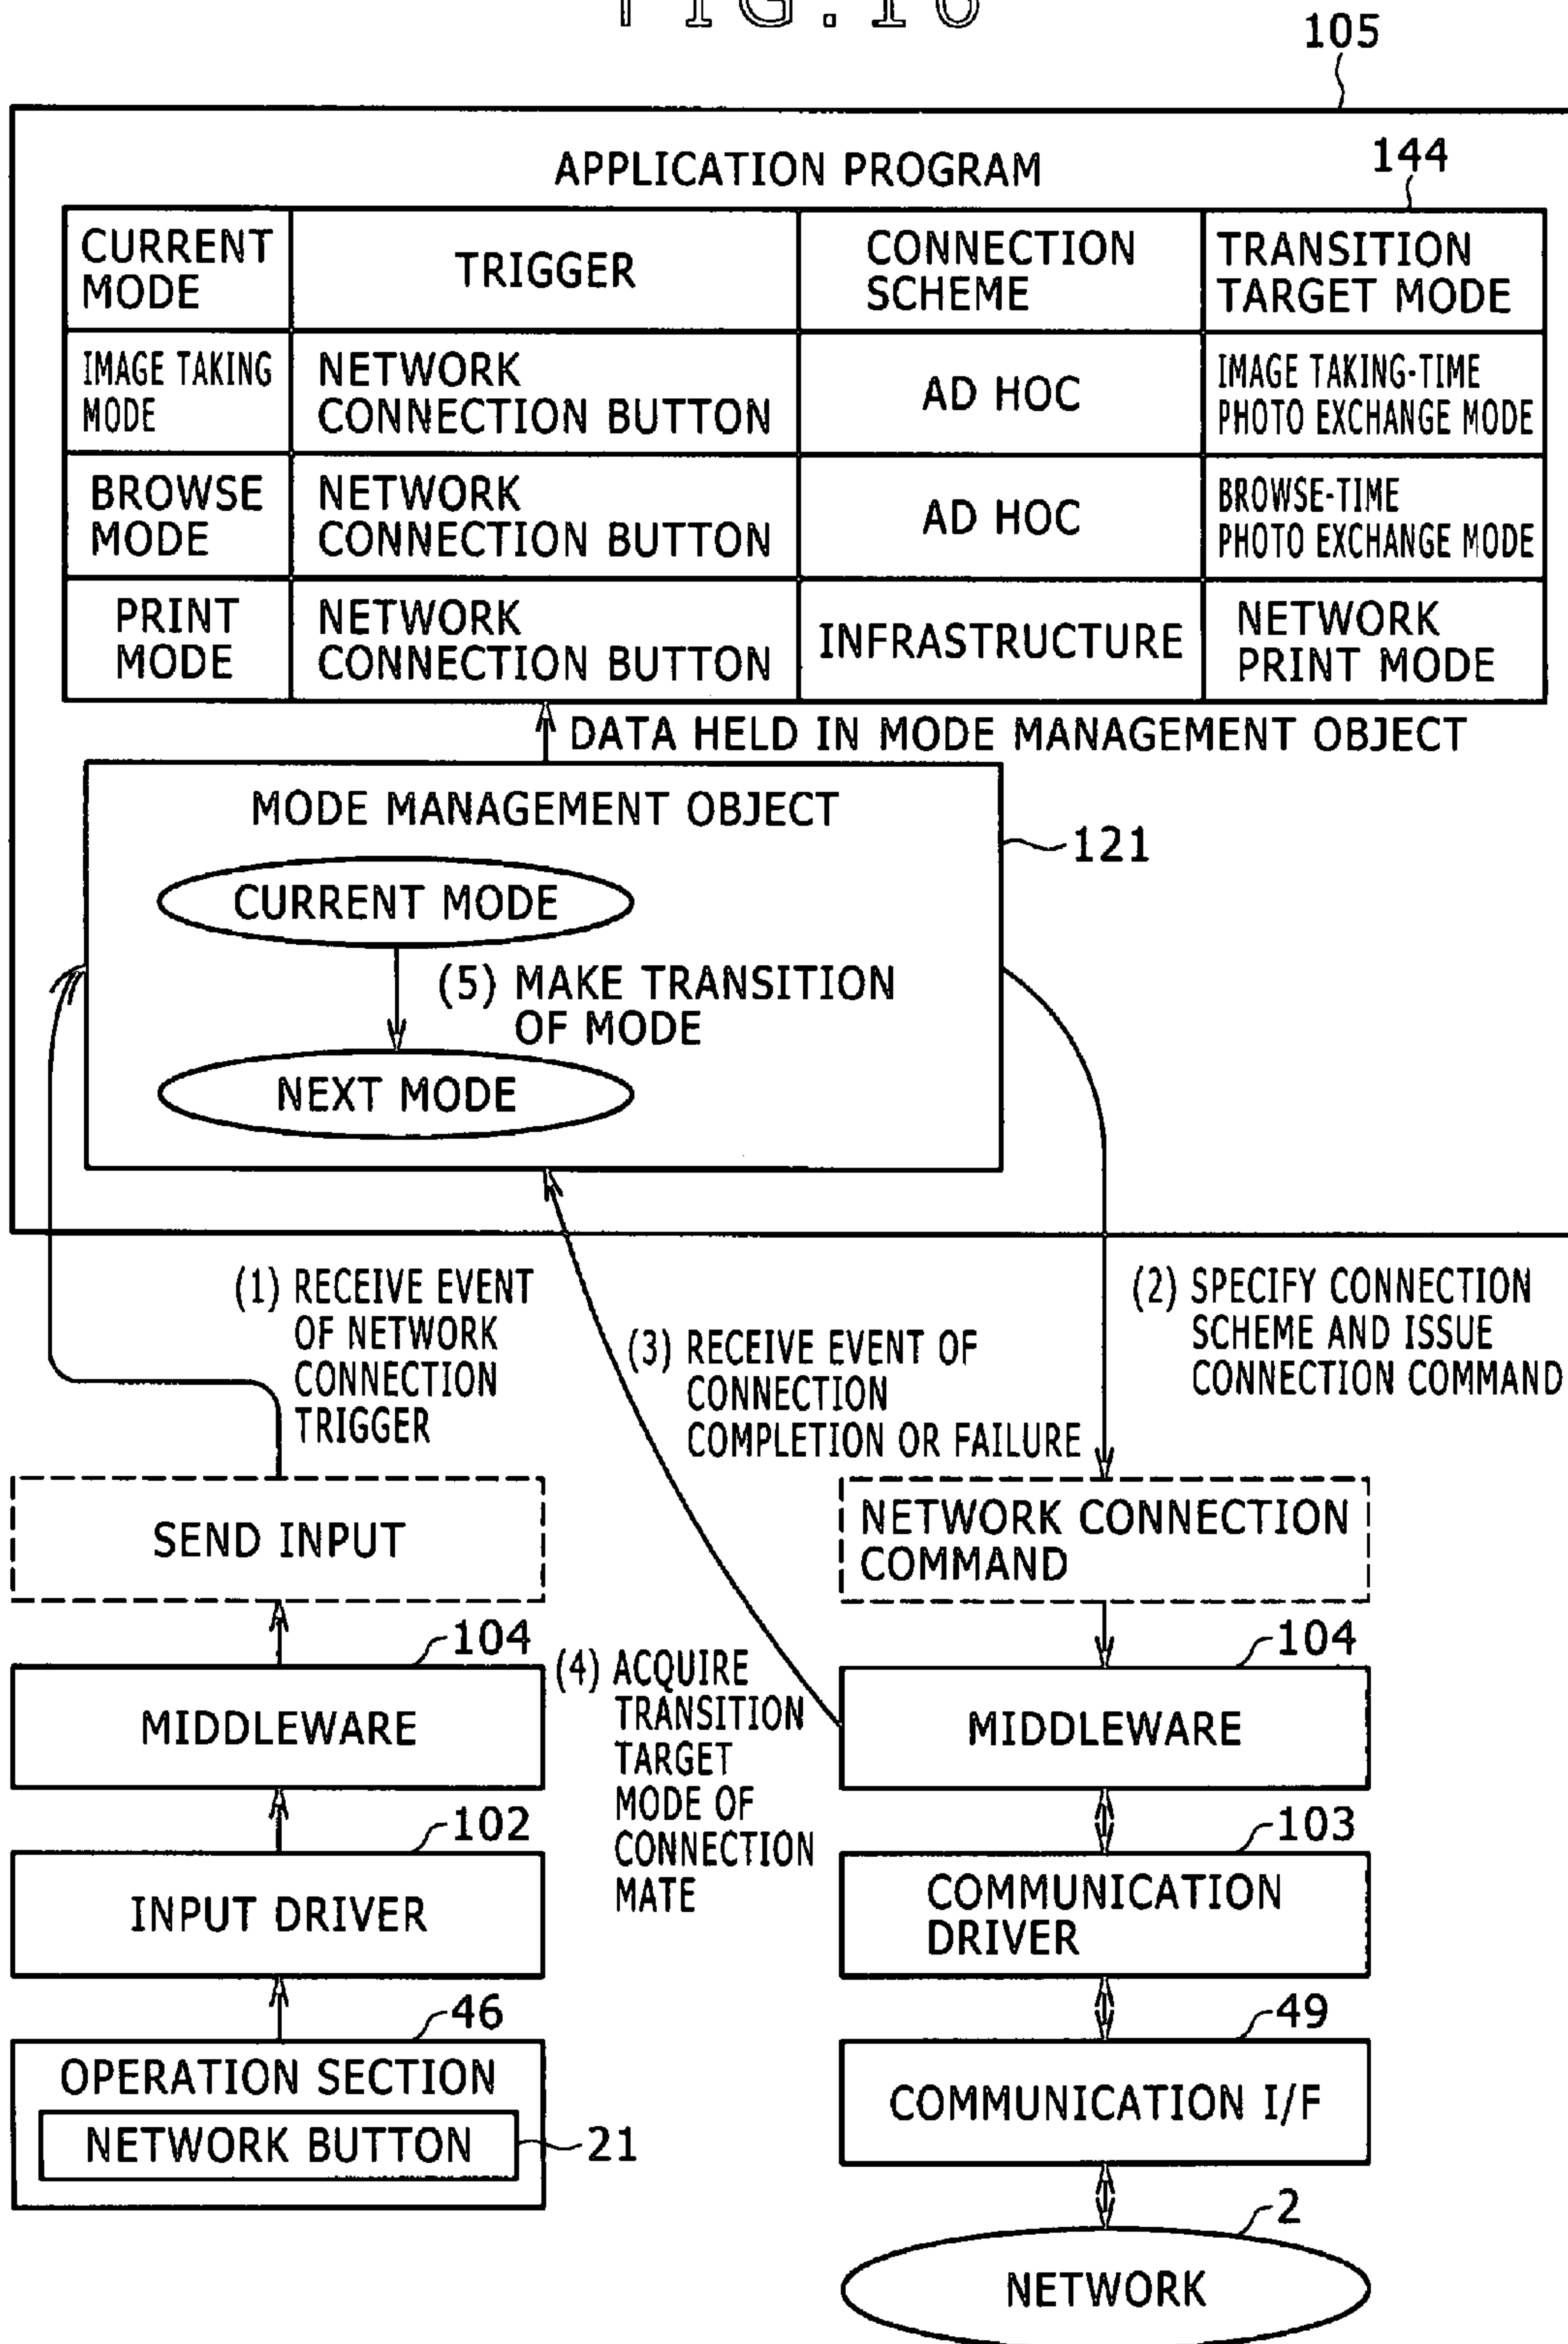 FIG.16
105
APPLICATION PROGRAM
144
CURRENT
MODE
TRIGGER
CONNECTION
SCHEME
TRANSITION
TARGET MODE
IMAGE TAKING
MODE
NETWORK
CONNECTION BUTTON
AD HOC
IMAGE TAKING-TIME
PHOTO EXCHANGE MODE
BROWSE
MODE
NETWORK
CONNECTION BUTTON
AD HOC
BROWSE-TIME
PHOTO EXCHANGE MODE
PRINT
MODE
NETWORK
CONNECTION BUTTON
INFRASTRUCTURE
NETWORK
PRINT MODE
DATA HELD IN MODE MANAGEMENT OBJECT
MODE MANAGEMENT OBJECT
121
CURRENT MODE
(5) MAKE TRANSITION
OF MODE
NEXT MODE
(1) RECEIVE EVENT
OF NETWORK
CONNECTION
TRIGGER
(3) RECEIVE EVENT OF
CONNECTION
COMPLETION OR FAILURE
(2) SPECIFY CONNECTION
SCHEME AND ISSUE
CONNECTION COMMAND
SEND INPUT
NETWORK CONNECTION
COMMAND
104
MIDDLEWARE
(4) ACQUIRE
TRANSITION
TARGET
MODE OF
CONNECTION
MATE
104
MIDDLEWARE
102
INPUT DRIVER
103
COMMUNICATION
DRIVER
46
OPERATION SECTION
NETWORK BUTTON
21
49
COMMUNICATION I/F
2
NETWORK